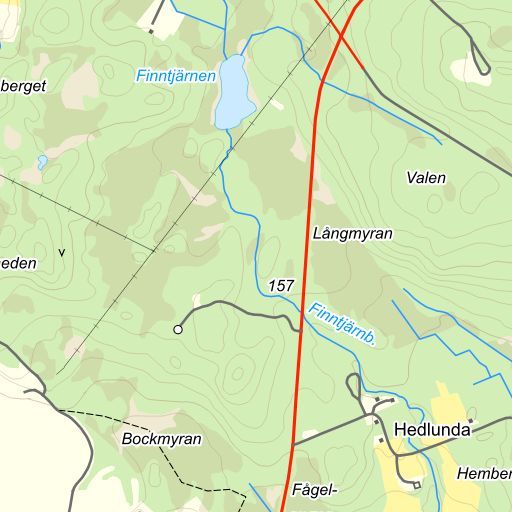 Finntjärnen
berget
Valen
Långmyran
eden
157
Finntjärnb.
Hedlunda
Bockmyran
Hember
Fågel-